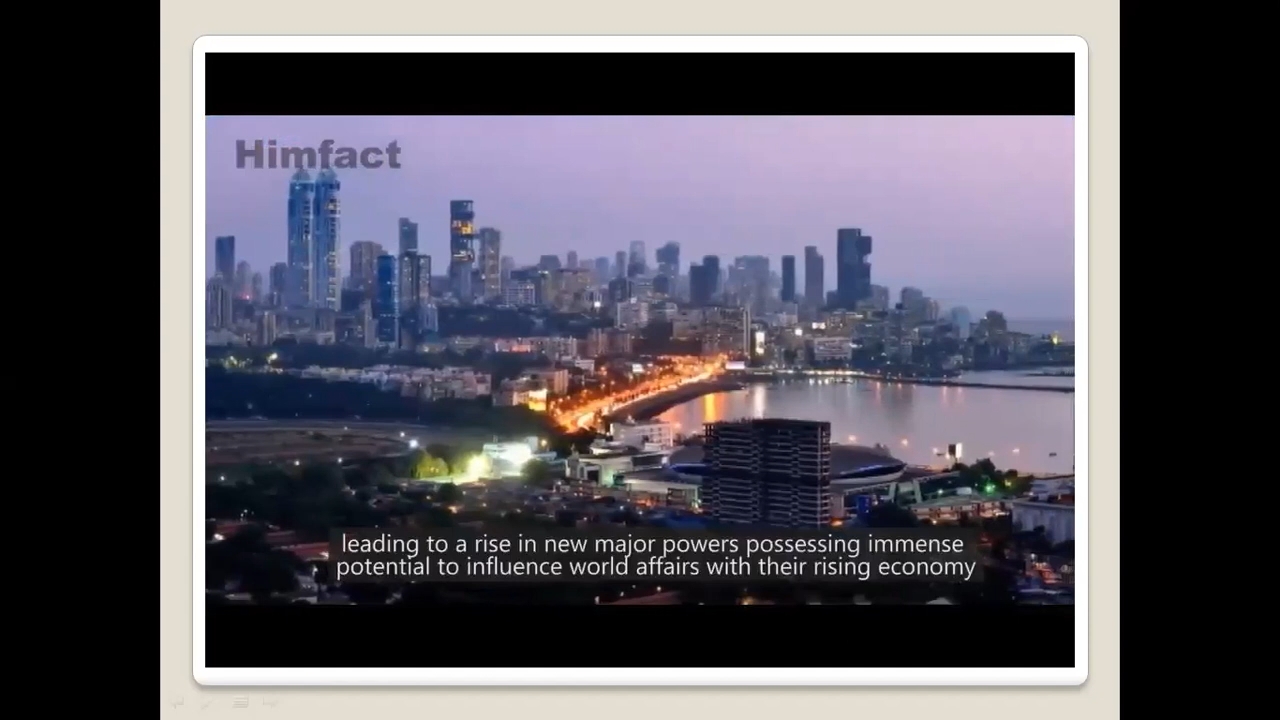 Himfact
leading to a rise in new major powers possessing immense
potential to influence world affairs with their rising economy